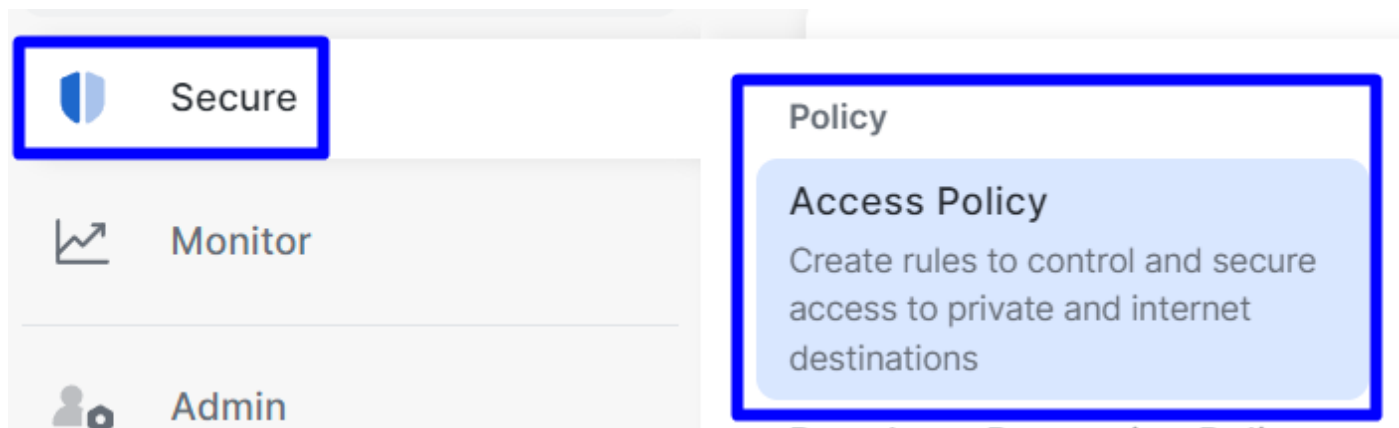 Secure
Monitor
Admin
Policy
Access Policy
Create rules to control and secure
access to private and internet
destinations